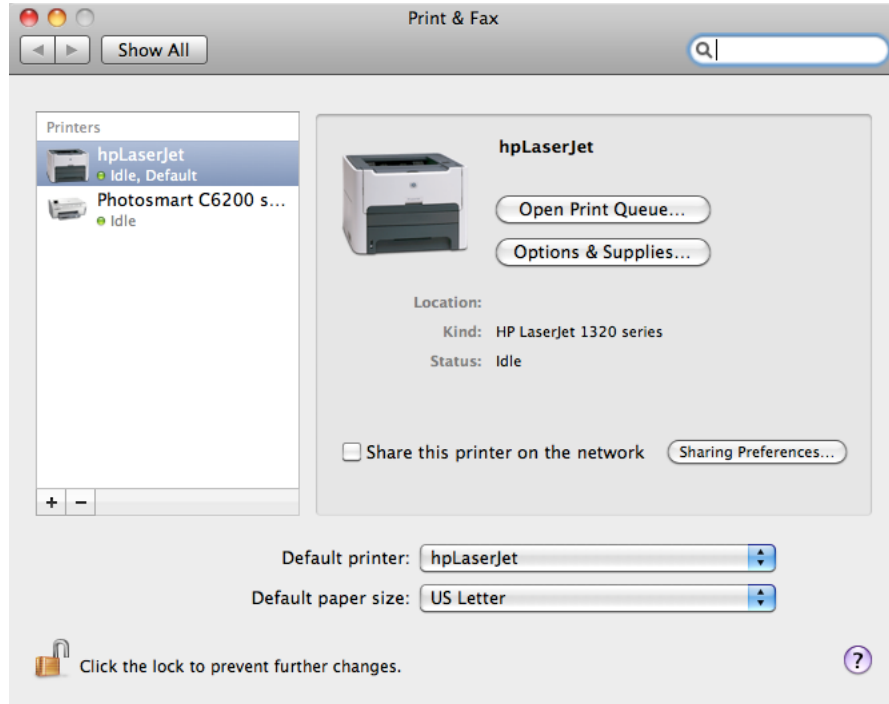 Print & Fax
Show All
Printers
hpLaserJet
Idle, Default
Photosmart C6200 s...
Idle
hpLaserJet
Open Print Queue...
Options & Supplies...
Location:
Kind: HP LaserJet 1320 series
Status: Idle
Share this printer on the network Sharing Preferences...
+ −
Default printer: hpLaserJet
Default paper size: US Letter
Click the lock to prevent further changes. ?